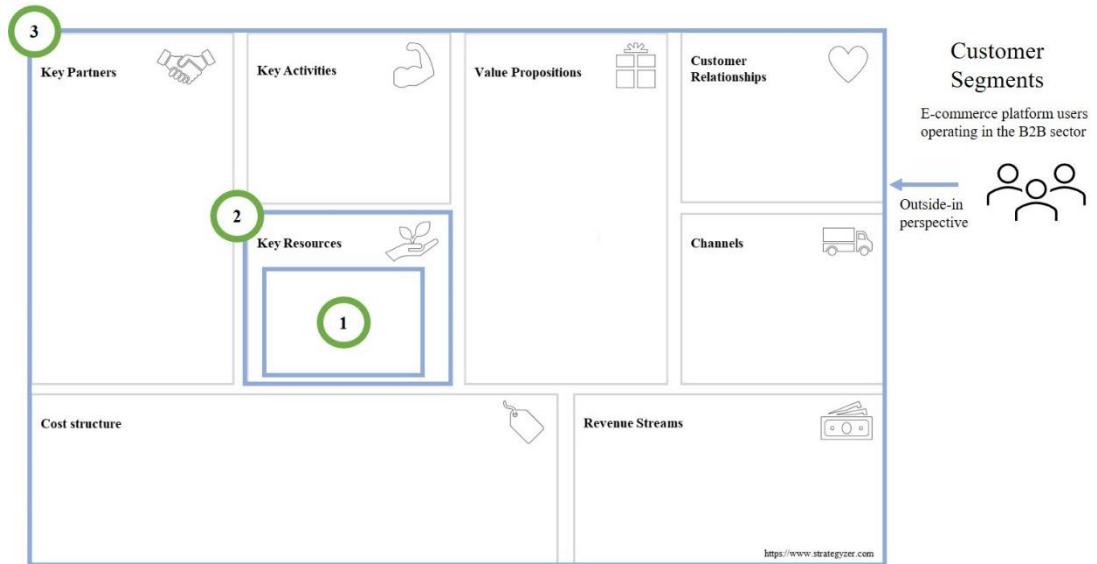 3
Key Partners
Key Activities
Value Propositions
Customer
Relationships
Customer
Segments
E-commerce platform users
operating in the B2B sector
Outside-in
perspective
2
Key Resources
1
Channels
Cost structure
Revenue Streams
https://www.strategyzer.com